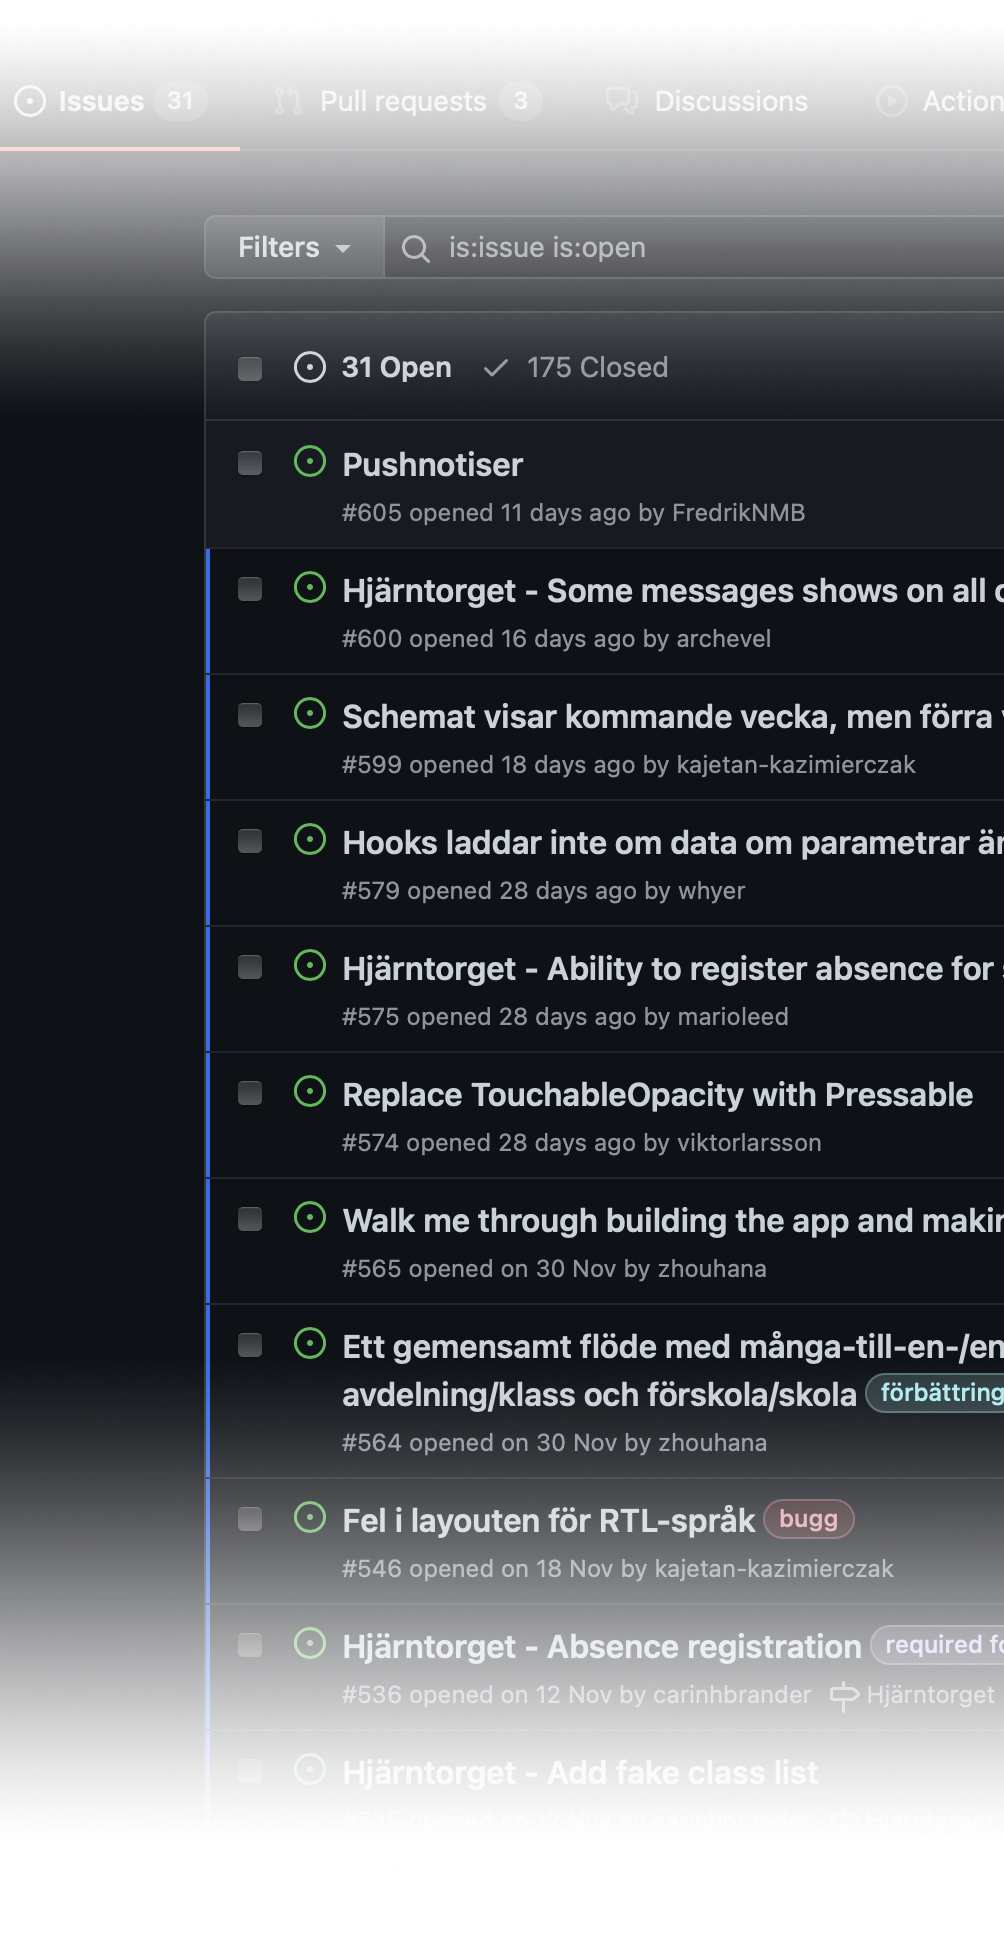 Issues 31 Pull requests 3 Discussions
Filters is:issue is:open
31 Open 175 Closed
Pushnotiser
#605 opened 11 days ago by FredrikNMB
Hjärntorget - Some messages shows on all
#600 opened 16 days ago by archevel
Schemat visar kommande vecka, men förra
#599 opened 18 days ago by kajetan-kazimierczak
Hooks laddar inte om data om parametrar
#579 opened 28 days ago by whyer
Hjärntorget - Ability to register absence for
#575 opened 28 days ago by marioleed
Replace TouchableOpacity with Pressable
#574 opened 28 days ago by viktorlarsson
Walk me through building the app and
#565 opened on 30 Nov by zhouhana
Ett gemensamt flöde med många-till-en-/en
avdelning/klass och förskola/skola förbättring
#564 opened on 30 Nov by zhouhana
Fel i layouten för RTL-språk bugg
#546 opened on 18 Nov by kajetan-kazimierczak
Hjärntorget - Absence registration required
#536 opened on 12 Nov by carinhbrander Hjärntorget
Hjärntorget - Add fake class list
#535 opened on 12 Nov by carinhbrander Hjärntorget